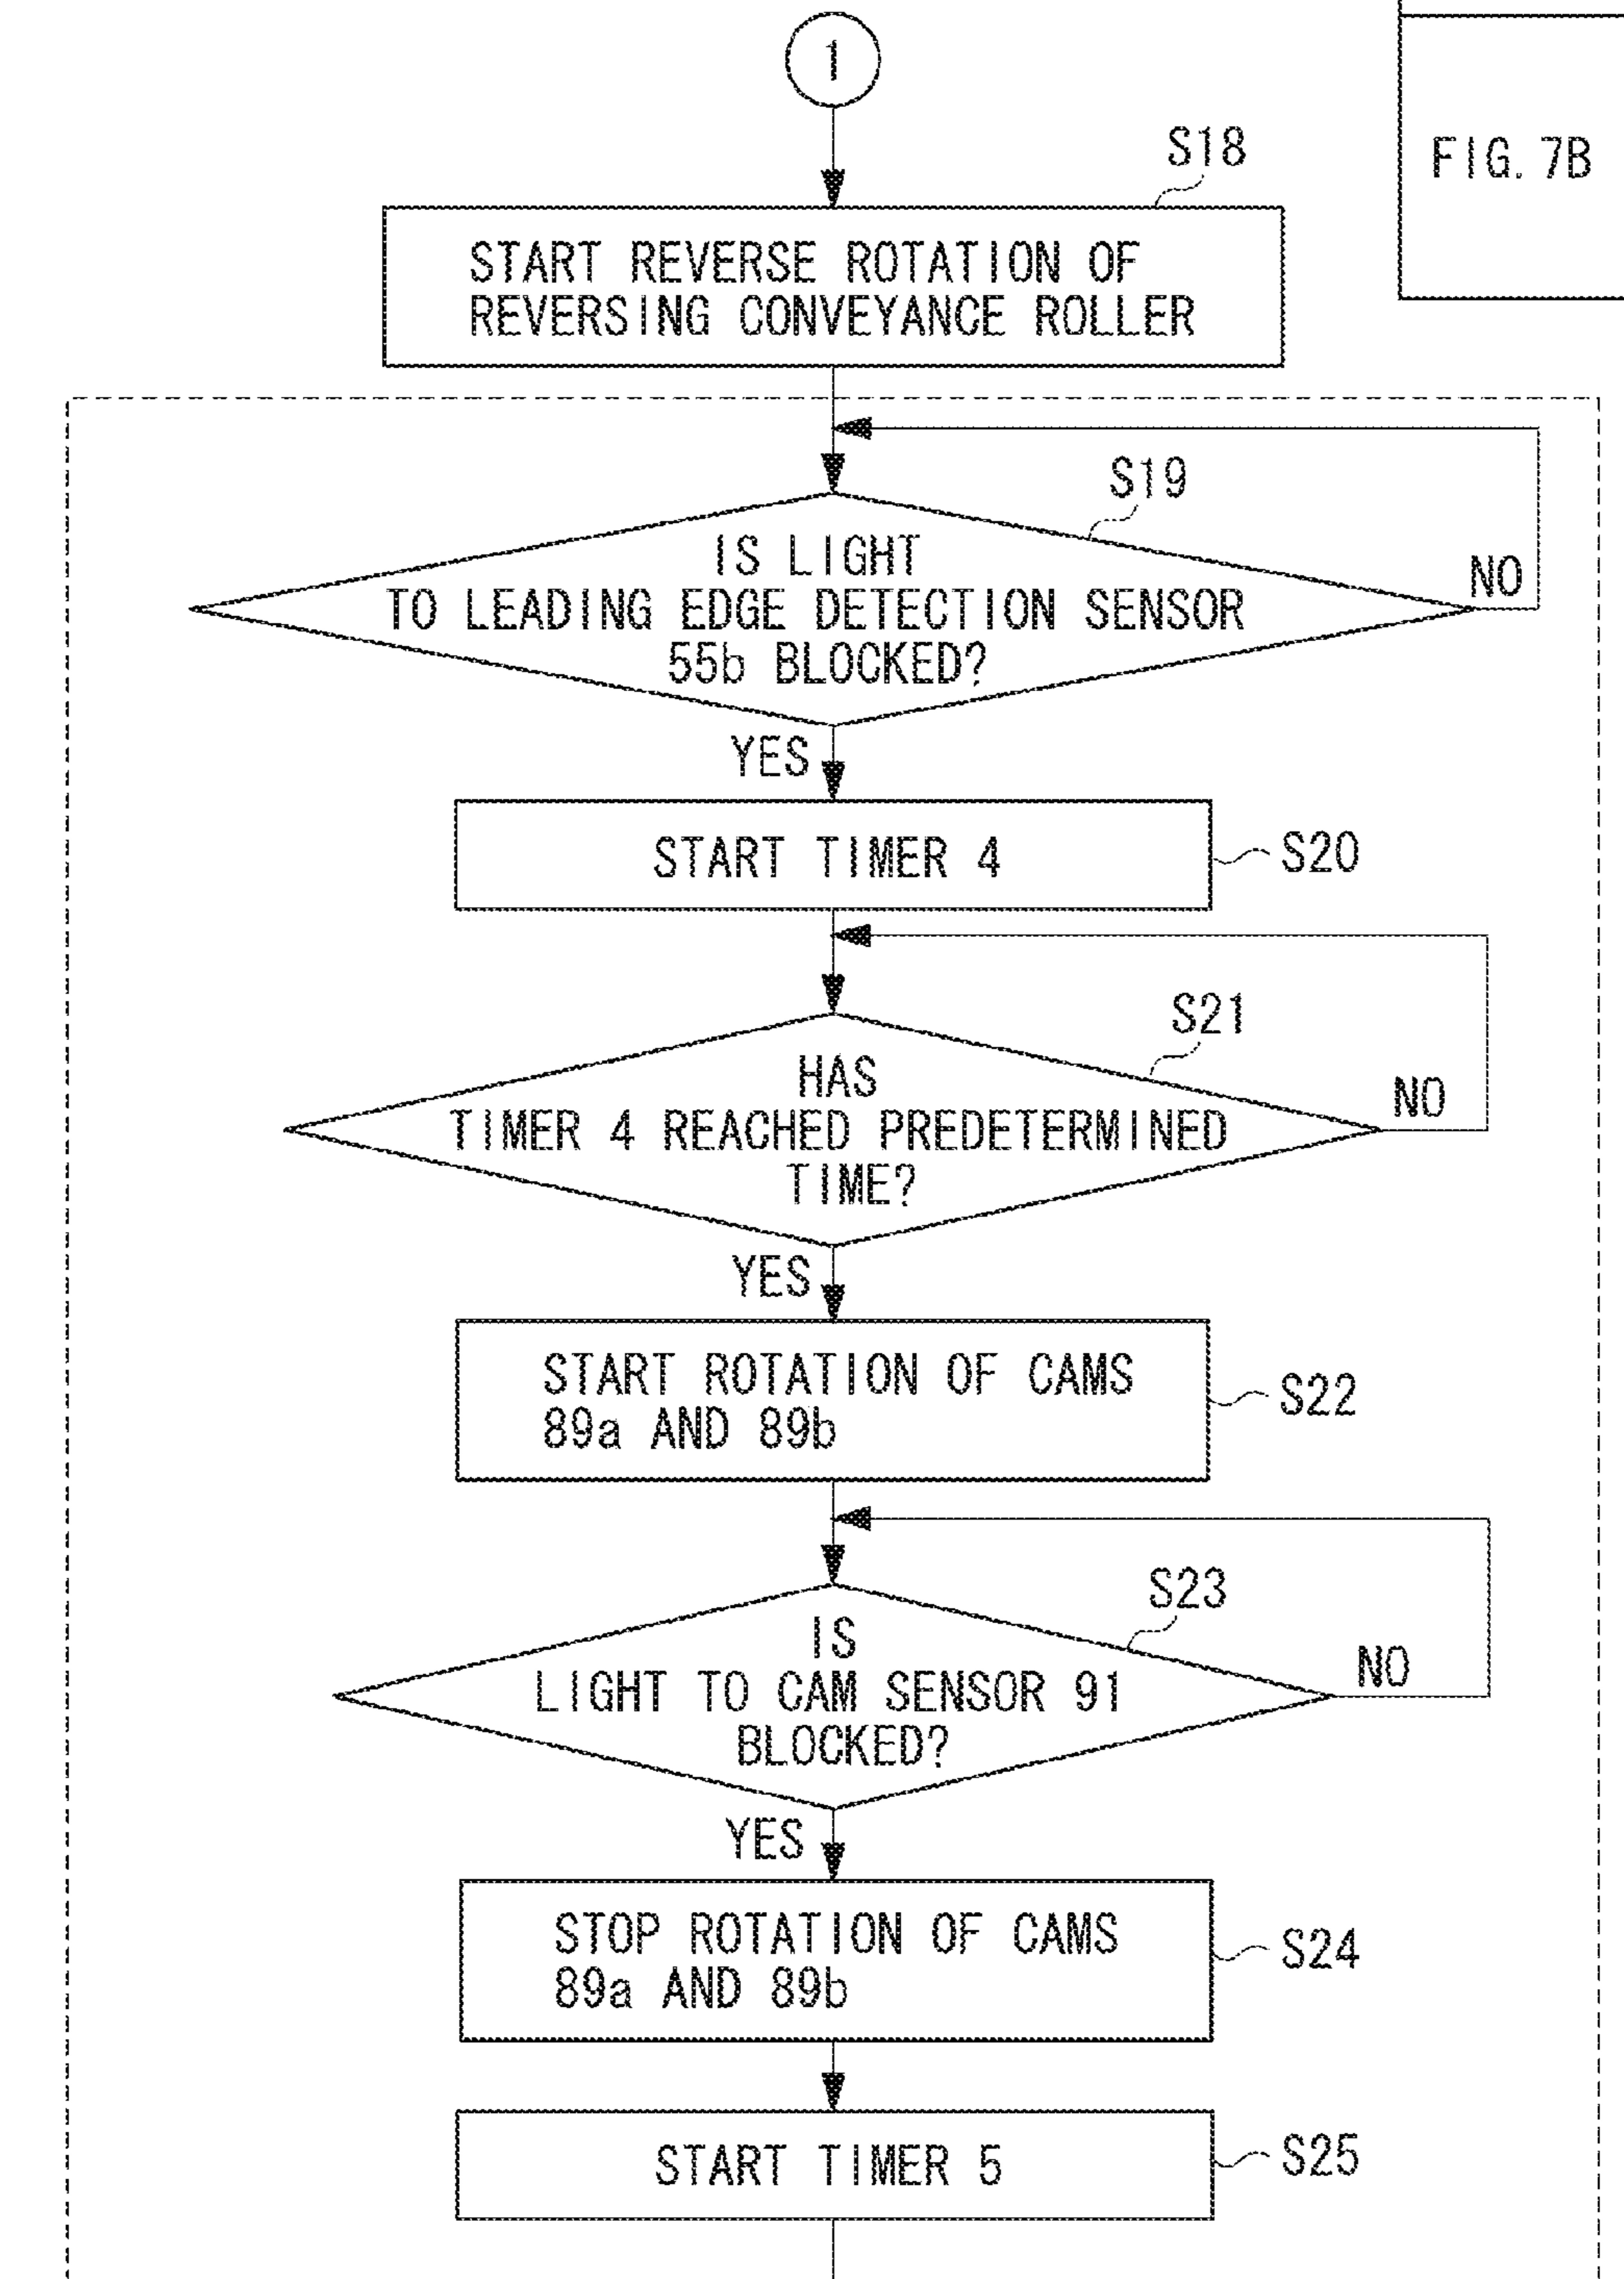 1
FIG. 7B
S18
START REVERSE ROTATION OF
REVERSING CONVEYANCE ROLLER
S19
IS LIGHT
TO LEADING EDGE DETECTION SENSOR
55b BLOCKED?
NO
YES
START TIMER 4
S20
S21
HAS
TIMER 4 REACHED PREDETERMINED
TIME?
NO
YES
START ROTATION OF CAMS
89a AND 89b
S22
S23
IS
LIGHT TO CAM SENSOR 91
BLOCKED?
NO
YES
STOP ROTATION OF CAMS
89a AND 89b
S24
START TIMER 5
S25